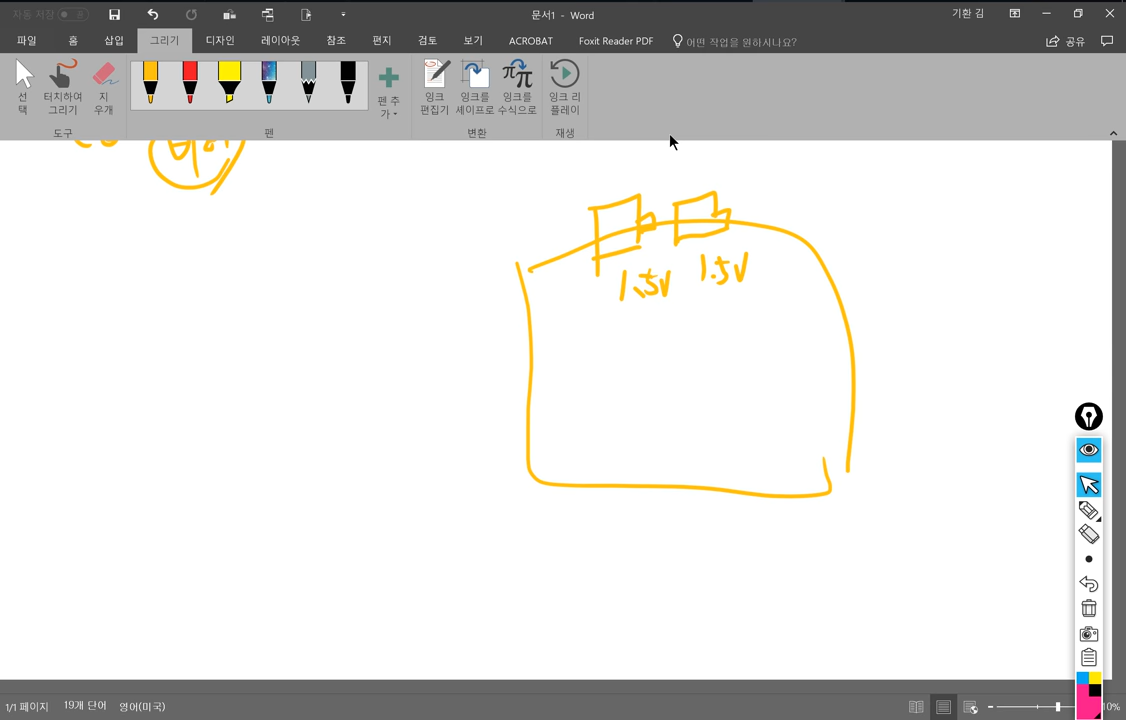 자동 저장
문서1 - Word
기환 김
파일 홈 삽입 그리기 디자인 레이아웃 참조 편지 검토 보기 ACROBAT Foxit Reader PDF 어떤 작업을 원하시나요? 공유
선택
터치하여 그리기
지우개
펜 추가
잉크 편집기
잉크를 셰이프로
잉크를 수식으로
잉크 리플레이
도구 펜 변환 재생
1.5V 1.5V
1/1 페이지 19개 단어 영어(미국)